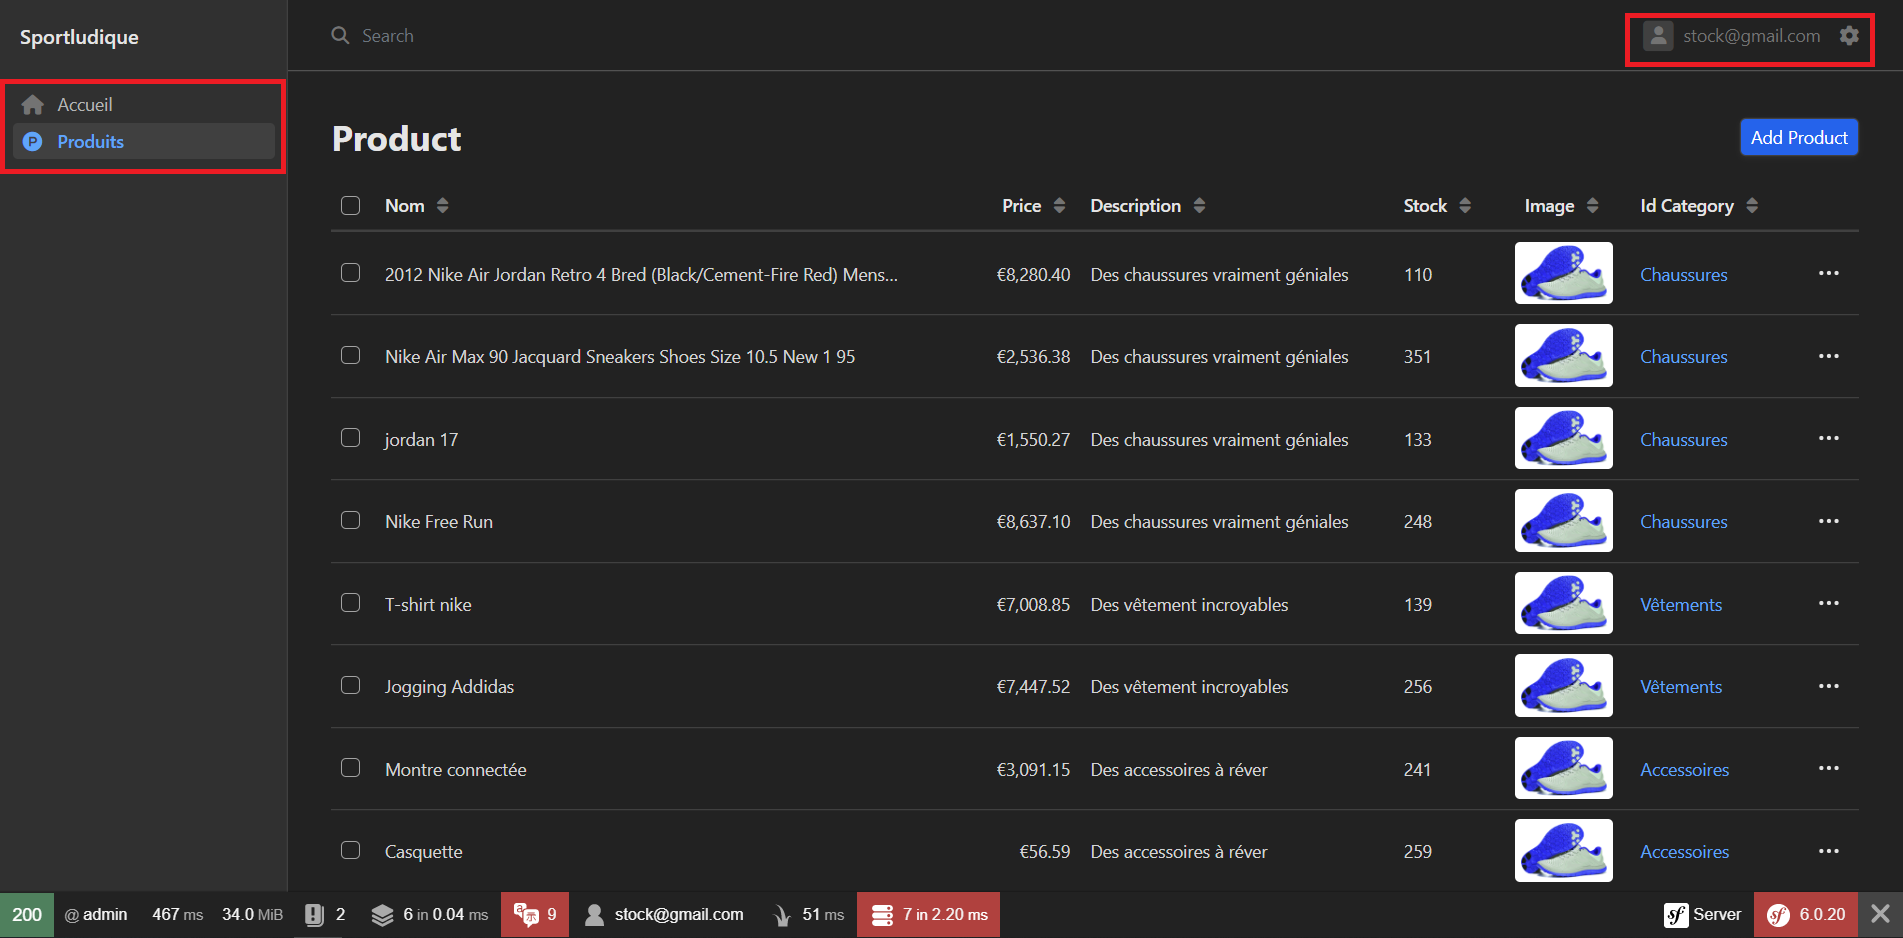 Sportludique
Search
stock@gmail.com
Accueil
P Produits
Product
Add Product
Nom Price Description Stock Image Id Category
2012 Nike Air Jordan Retro 4 Bred (Black/Cement-Fire Red) Mens... €8,280.40 Des chaussures vraiment géniales 110 Chaussures ...
Nike Air Max 90 Jacquard Sneakers Shoes Size 10.5 New 1 95 €2,536.38 Des chaussures vraiment géniales 351 Chaussures ...
jordan 17 €1,550.27 Des chaussures vraiment géniales 133 Chaussures ...
Nike Free Run €8,637.10 Des chaussures vraiment géniales 248 Chaussures ...
T-shirt nike €7,008.85 Des vêtement incroyables 139 Vêtements ...
Jogging Addidas €7,447.52 Des vêtement incroyables 256 Vêtements ...
Montre connectée €3,091.15 Des accessoires à réver 241 Accessoires ...
Casquette €56.59 Des accessoires à réver 259 Accessoires ...
200 @ admin 467 ms 34.0 MiB 2 6 in 0.04 ms 9 stock@gmail.com 51 ms 7 in 2.20 ms sf Server sf 6.0.20